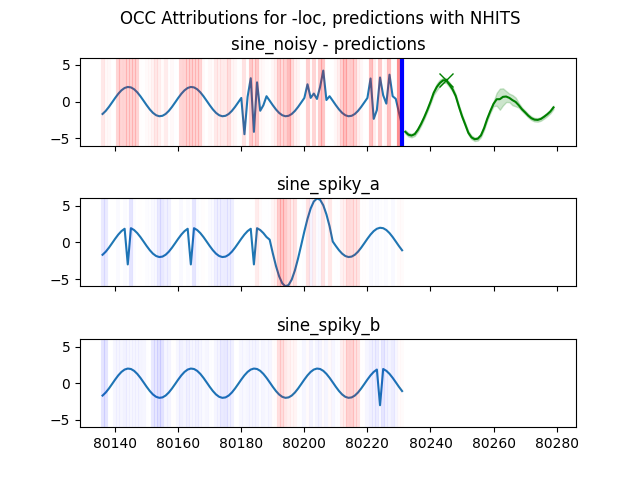 OCC Attributions for -loc, predictions with NHITS
sine_noisy - predictions
5
0
−5
sine_spiky_a
5
0
−5
sine_spiky_b
5
0
−5
80140 80160 80180 80200 80220 80240 80260 80280